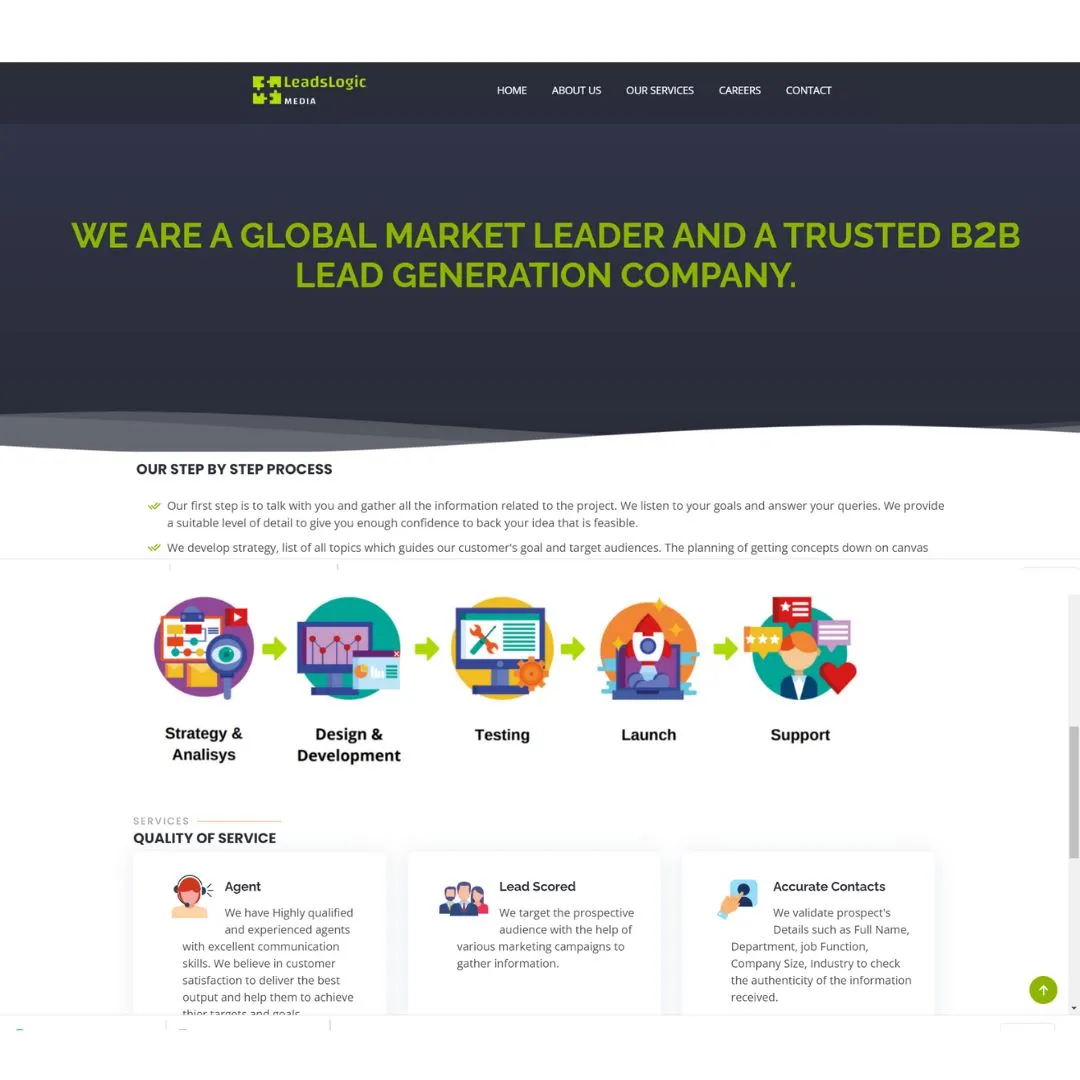 LeadsLogic
MEDIA
HOME ABOUT US OUR SERVICES CAREERS CONTACT
WE ARE A GLOBAL MARKET LEADER AND A TRUSTED B2B
LEAD GENERATION COMPANY.
OUR STEP BY STEP PROCESS
Our first step is to talk with you and gather all the information related to the project. We listen to your goals and answer your queries. We provide
a suitable level of detail to give you enough confidence to back your idea that is feasible.
We develop strategy, list of all topics which guides our customer's goal and target audiences. The planning of getting concepts down on canvas
Strategy &
Analisys
Design &
Development
Testing
Launch
Support
SERVICES
QUALITY OF SERVICE
Agent
We have Highly qualified
and experienced agents
with excellent communication
skills. We believe in customer
satisfaction to deliver the best
output and help them to achieve
thier targets and goals
Lead Scored
We target the prospective
audience with the help of
various marketing campaigns to
gather information.
Accurate Contacts
We validate prospect's
Details such as Full Name,
Department, job Function,
Company Size, Industry to check
the authenticity of the information
received.